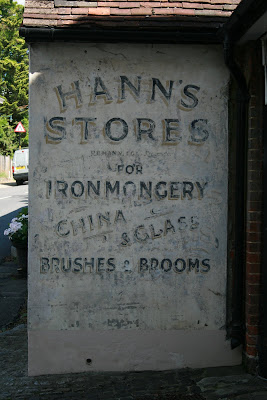 HANN'S
STORES
FOR
IRONMONGERY
CHINA
& GLASS
BRUSHES & BROOMS